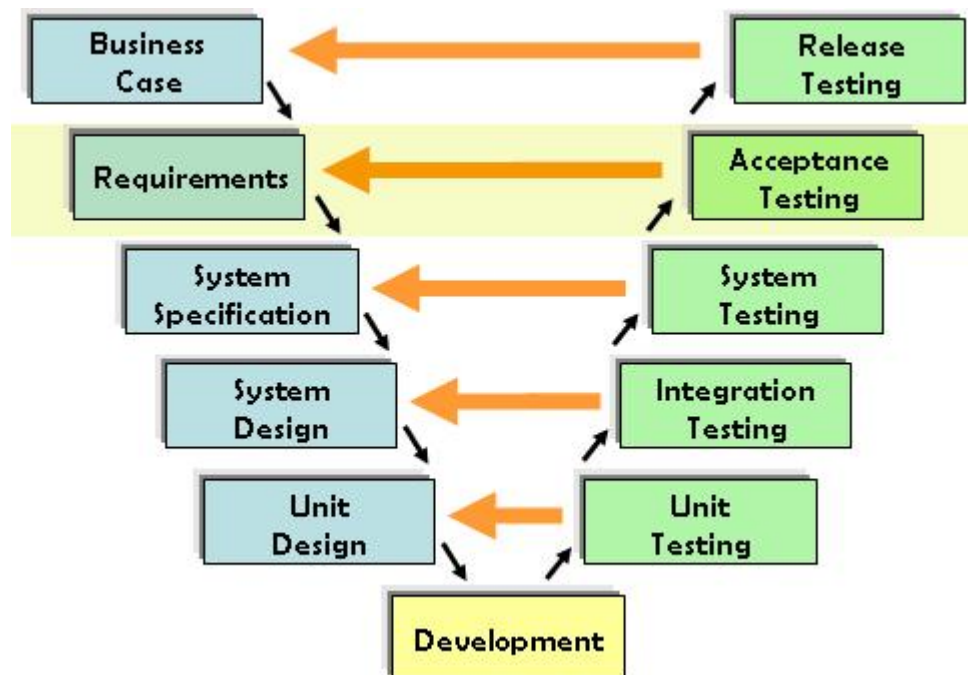 Business
Case
Release
Testing
Requirements
Acceptance
Testing
System
Specification
System
Testing
System
Design
Integration
Testing
Unit
Design
Unit
Testing
Development